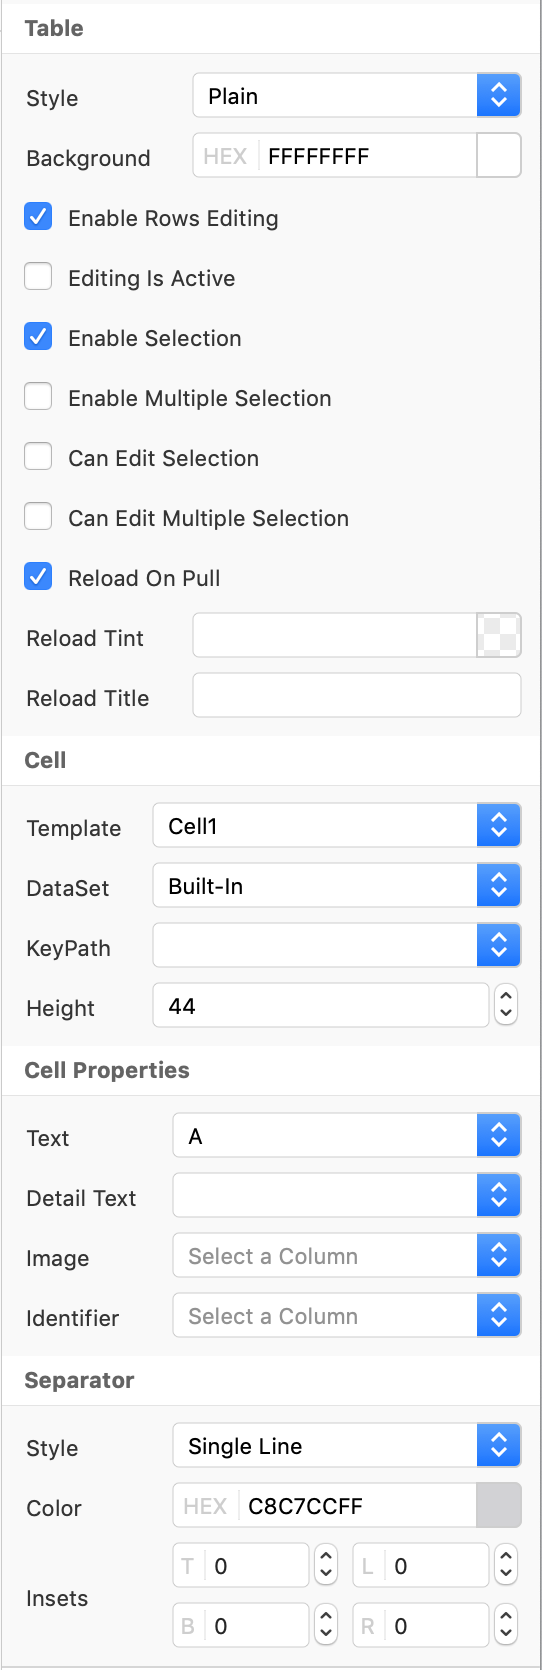 Table
Style Plain
Background HEX FFFFFFFF
Enable Rows Editing
Editing Is Active
Enable Selection
Enable Multiple Selection
Can Edit Selection
Can Edit Multiple Selection
Reload On Pull
Reload Tint
Reload Title
Cell
Template Cell1
DataSet Built-In
KeyPath
Height 44
Cell Properties
Text A
Detail Text
Image Select a Column
Identifier Select a Column
Separator
Style Single Line
Color HEX C8C7CCFF
Insets
T 0 L 0
B 0 R 0